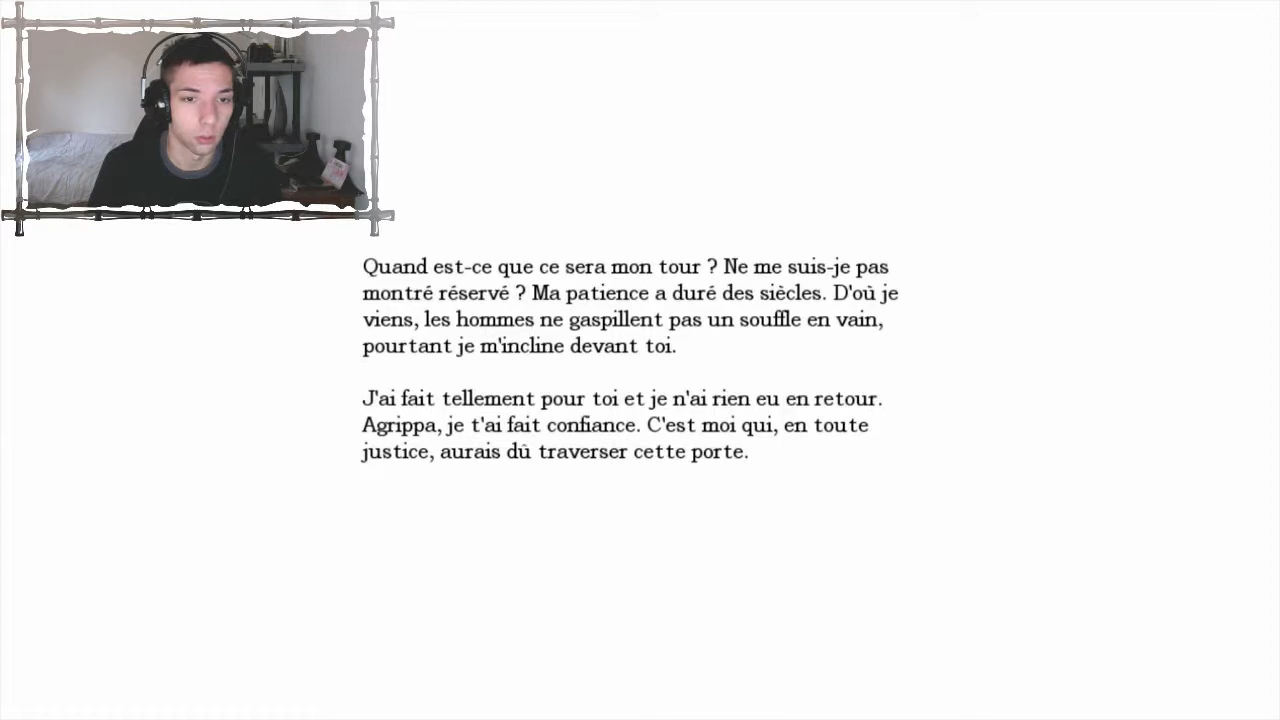 Quand est-ce que ce sera mon tour ? Ne me suis-je pas
montré réservé ? Ma patience a duré des siècles. D'où je
viens, les hommes ne gaspillent pas un souffle en vain,
pourtant je m'incline devant toi.
J'ai fait tellement pour toi et je n'ai rien eu en retour.
Agrippa, je t'ai fait confiance. C'est moi qui, en toute
justice, aurais dû traverser cette porte.